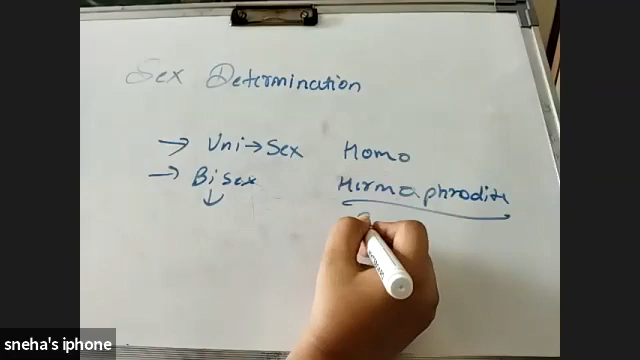 Sex Determination
→ Uni → Sex Homo
→ Bisex Hermaphrodite
↓
sneha's iphone